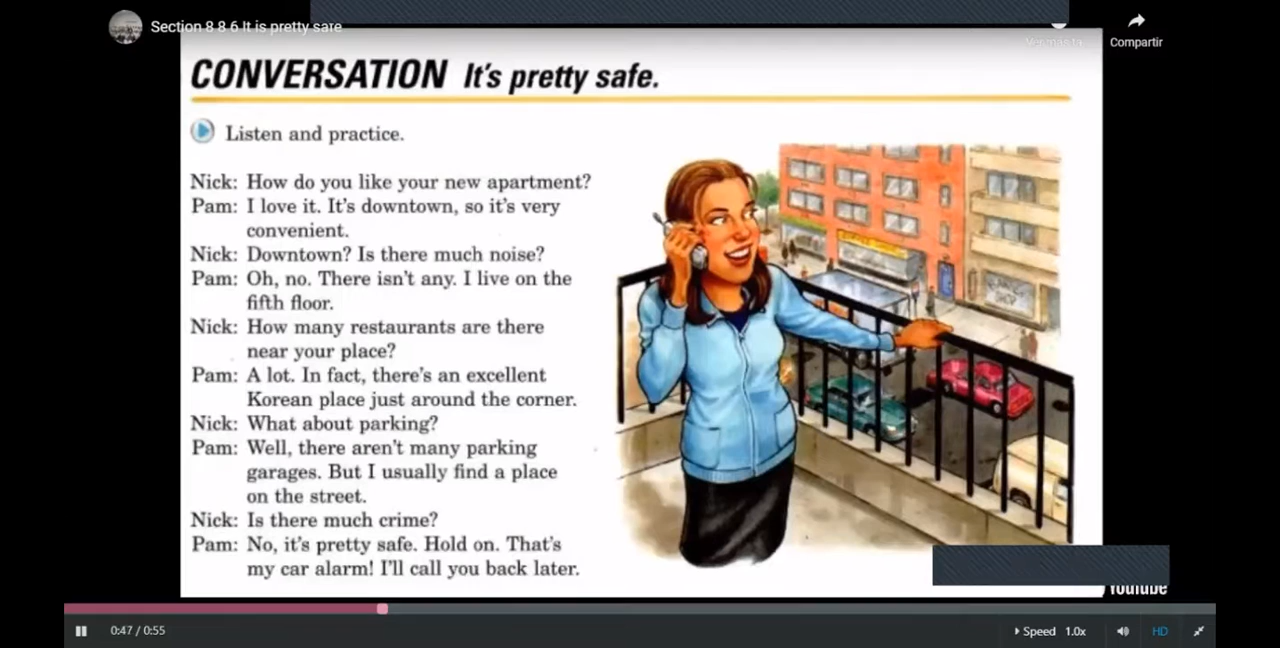 Section 8 8 6 It is pretty safe
Compartir
CONVERSATION It's pretty safe.
Listen and practice.
Nick: How do you like your new apartment?
Pam: I love it. It's downtown, so it's very
convenient.
Nick: Downtown? Is there much noise?
Pam: Oh, no. There isn't any. I live on the
fifth floor.
Nick: How many restaurants are there
near your place?
Pam: A lot. In fact, there's an excellent
Korean place just around the corner.
Nick: What about parking?
Pam: Well, there aren't many parking
garages. But I usually find a place
on the street.
Nick: Is there much crime?
Pam: No, it's pretty safe. Hold on. That's
my car alarm! I'll call you back later.
YouTube
0:47 / 0:55
Speed 1.0x
HD